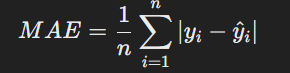 MAE = \frac{1}{n} \sum_{i=1}^{n} |y_i - \hat{y}_i|